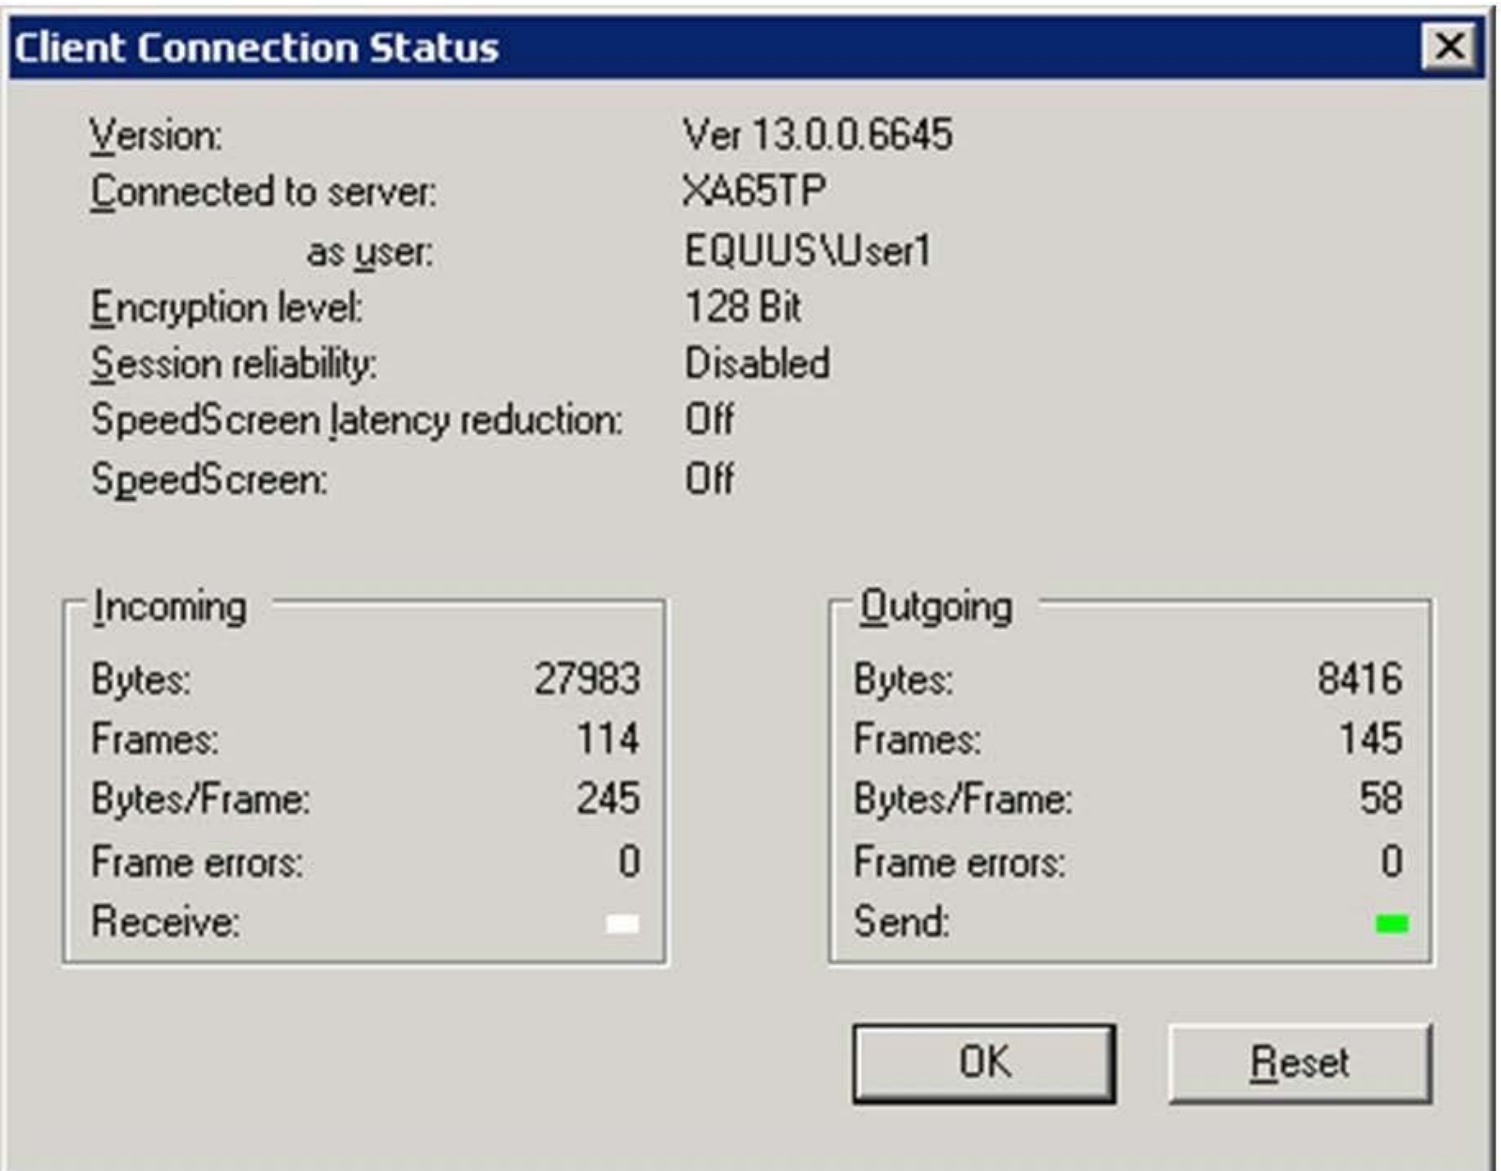 Client Connection Status
Version: Ver 13.0.0.6645
Connected to server: XA65TP
as user: EQUUS\User1
Encryption level: 128 Bit
Session reliability: Disabled
SpeedScreen latency reduction: Off
SpeedScreen: Off
Incoming
Bytes: 27983
Frames: 114
Bytes/Frame: 245
Frame errors: 0
Receive:
Outgoing
Bytes: 8416
Frames: 145
Bytes/Frame: 58
Frame errors: 0
Send:
OK
Reset